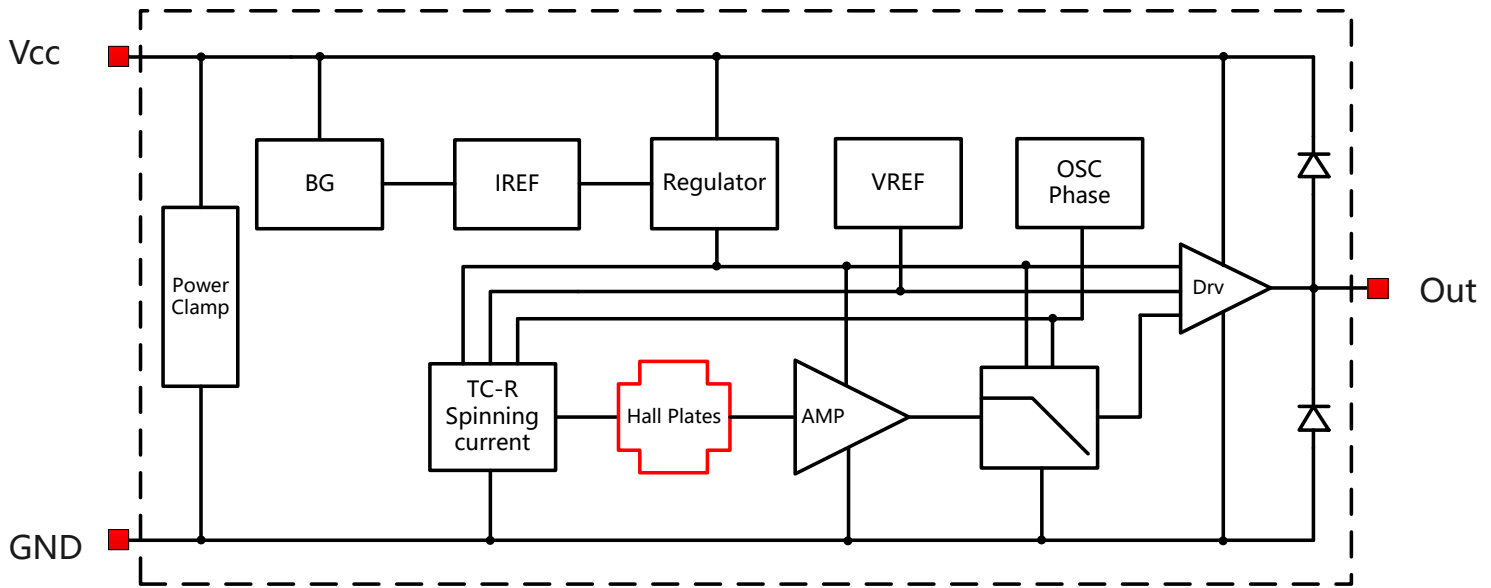 Vcc
BG
IREF
Regulator
VREF
OSC
Phase
Power
Clamp
Drv
Out
TC-R
Spinning
current
Hall Plates
AMP
GND